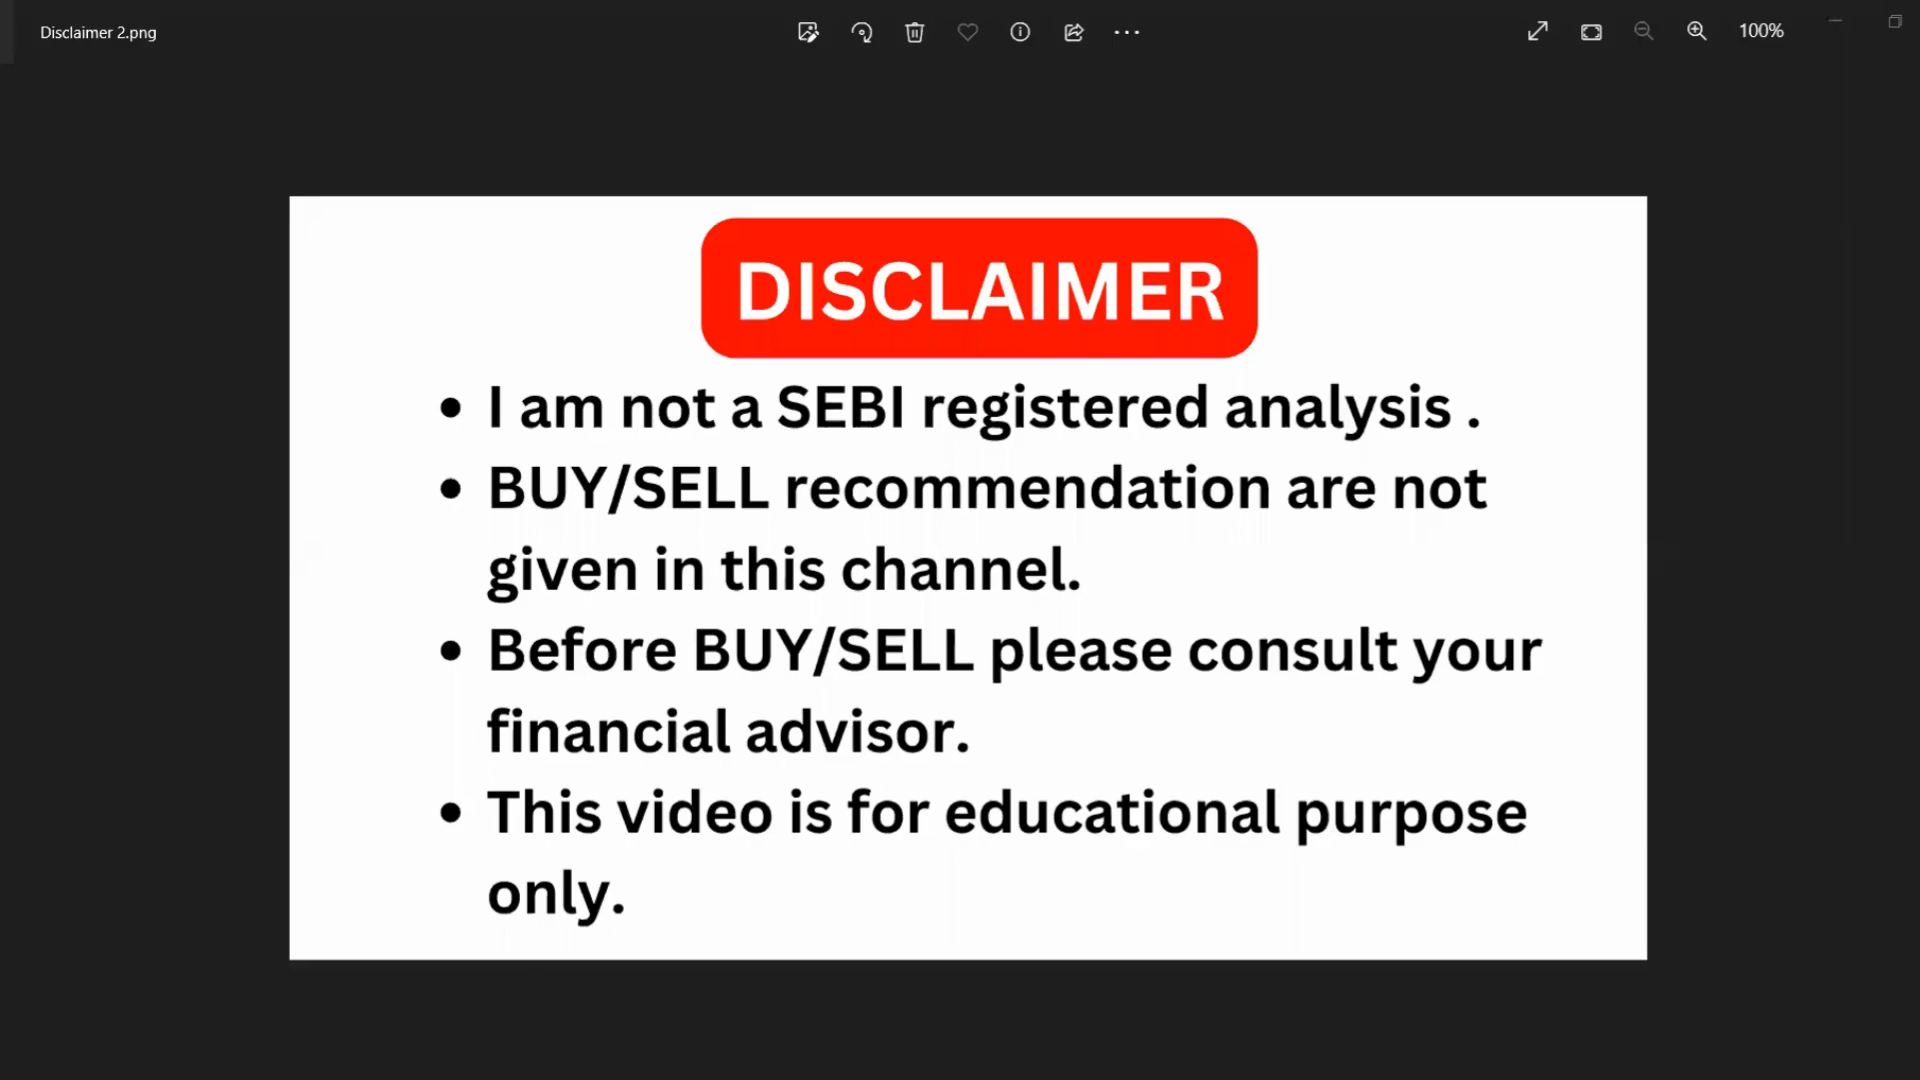 Disclaimer 2.png
100%
DISCLAIMER
• I am not a SEBI registered analysis .
• BUY/SELL recommendation are not
given in this channel.
• Before BUY/SELL please consult your
financial advisor.
• This video is for educational purpose
only.